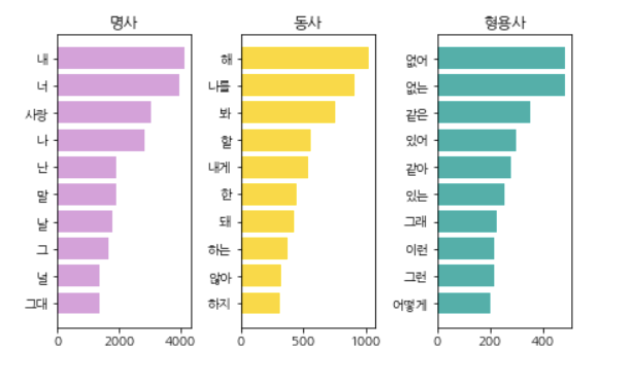 명사
내
너
사랑
나
난
말
날
그
널
그대
0 2000 4000
동사
해
나를
봐
할
내게
한
돼
하는
않아
하지
0 500 1000
형용사
없어
없는
같은
있어
같아
있는
그래
이런
그런
어떻게
0 200 400